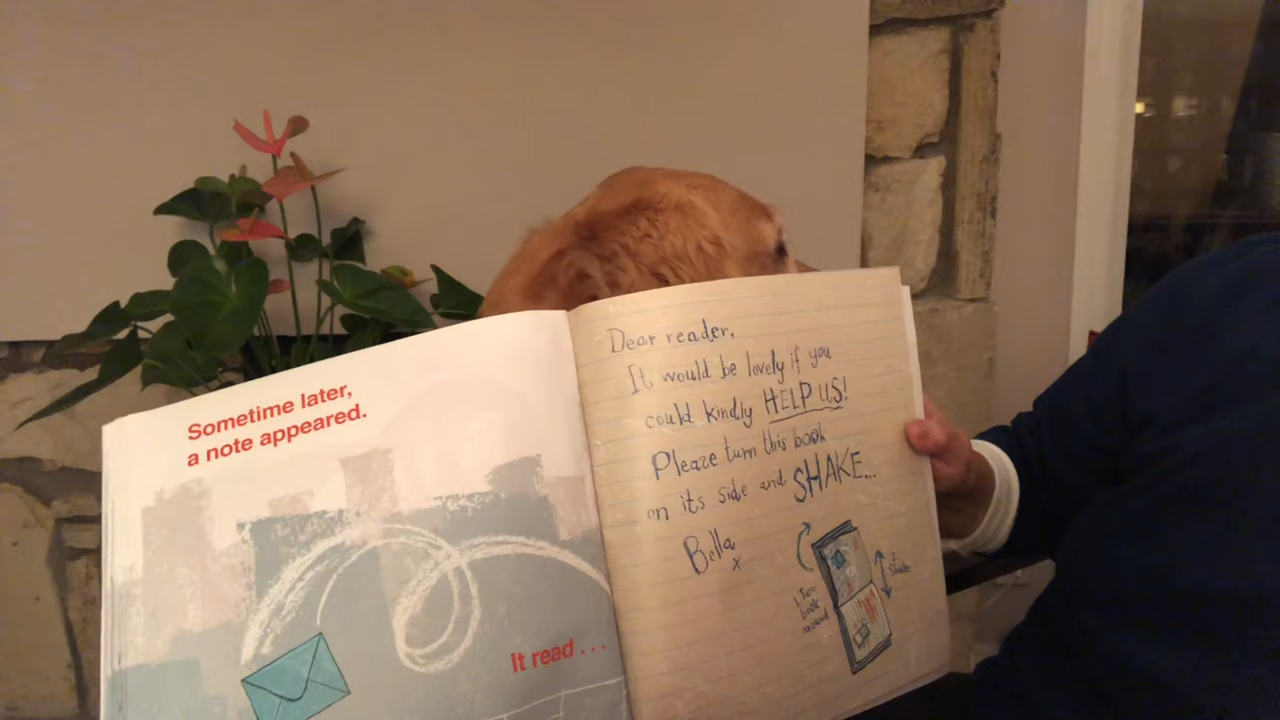 Sometime later,
a note appeared.
It read . . .
Dear reader,
It would be lovely if you
could kindly HELP US!
Please turn this book
on its side and SHAKE...
Bella
x
1. Turn
book
around
2.
Shake